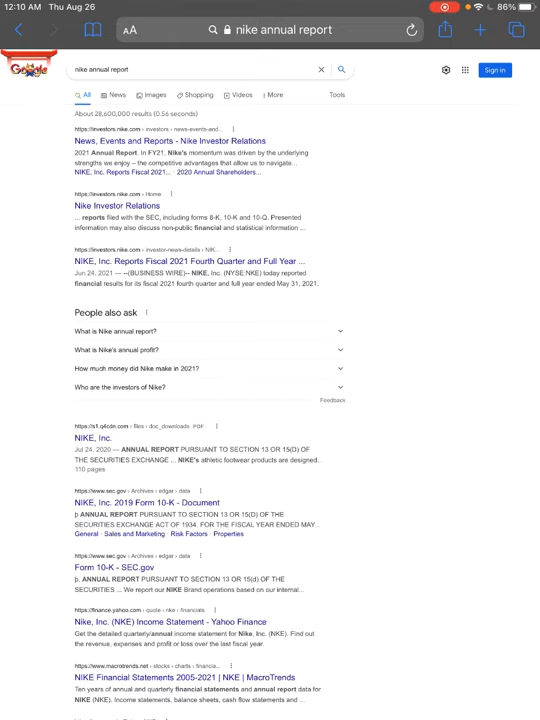 12:10 AM Thu Aug 26
86%
AA
nike annual report
Google
nike annual report
Sign in
All News Images Shopping Videos More Tools
About 28,600,000 results (0.56 seconds)
https://investors.nike.com › investors › news-events-and...
News, Events and Reports - Nike Investor Relations
2021 Annual Report. In FY21, Nike's momentum was driven by the underlying
strengths we enjoy – the competitive advantages that allow us to navigate...
NIKE, Inc. Reports Fiscal 2021... · 2020 Annual Shareholders...
https://investors.nike.com › Home
Nike Investor Relations
... reports filed with the SEC, including forms 8-K, 10-K and 10-Q. Presented
information may also discuss non-public financial and statistical information ...
https://investors.nike.com › investor-news-details › NIK...
NIKE, Inc. Reports Fiscal 2021 Fourth Quarter and Full Year ...
Jun 24, 2021 — --(BUSINESS WIRE)-- NIKE, Inc. (NYSE:NKE) today reported
financial results for its fiscal 2021 fourth quarter and full year ended May 31, 2021.
People also ask
What is Nike annual report?
What is Nike's annual profit?
How much money did Nike make in 2021?
Who are the investors of Nike?
Feedback
https://s1.q4cdn.com › files › doc_downloads PDF
NIKE, Inc.
Jul 24, 2020 — ANNUAL REPORT PURSUANT TO SECTION 13 OR 15(D) OF
THE SECURITIES EXCHANGE ... NIKE's athletic footwear products are designed...
110 pages
https://www.sec.gov › Archives › edgar › data
NIKE, Inc. 2019 Form 10-K - Document
þ ANNUAL REPORT PURSUANT TO SECTION 13 OR 15(D) OF THE
SECURITIES EXCHANGE ACT OF 1934. FOR THE FISCAL YEAR ENDED MAY...
General · Sales and Marketing · Risk Factors · Properties
https://www.sec.gov › Archives › edgar › data
Form 10-K - SEC.gov
þ. ANNUAL REPORT PURSUANT TO SECTION 13 OR 15(d) OF THE
SECURITIES ... We report our NIKE Brand operations based on our internal...
https://finance.yahoo.com › quote › nke › financials
Nike, Inc. (NKE) Income Statement - Yahoo Finance
Get the detailed quarterly/annual income statement for Nike, Inc. (NKE). Find out
the revenue, expenses and profit or loss over the last fiscal year.
https://www.macrotrends.net › stocks › charts › financia...
NIKE Financial Statements 2005-2021 | NKE | MacroTrends
Ten years of annual and quarterly financial statements and annual report data for
NIKE (NKE). Income statements, balance sheets, cash flow statements and ...